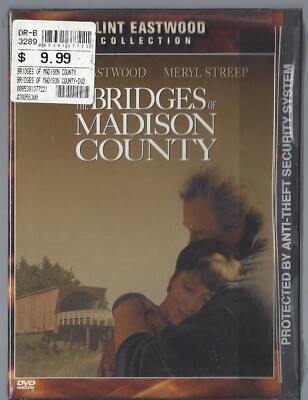 DR-B
3289
$ 9.99
BRIDGES OF MADISON COUNTY
BRIDGES OF MADISON COUNTY-DVD
LINT EASTWOOD
COLLECTION
EASTWOOD MERYL STREEP
THE BRIDGES OF
MADISON
COUNTY
PROTECTED BY ANTI-THEFT SECURITY SYSTEM
DVD